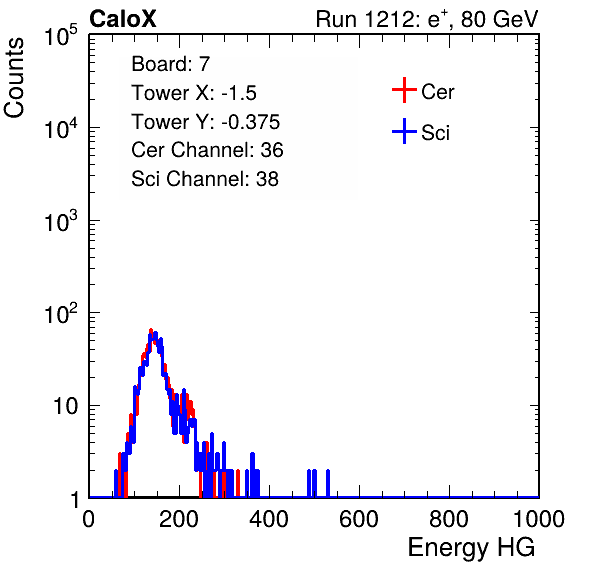 CaloX Run 1212: e⁺, 80 GeV
Counts
Board: 7
Tower X: -1.5
Tower Y: -0.375
Cer Channel: 36
Sci Channel: 38
Cer
Sci
10⁵
10⁴
10³
10²
10
1
0 200 400 600 800 1000
Energy HG